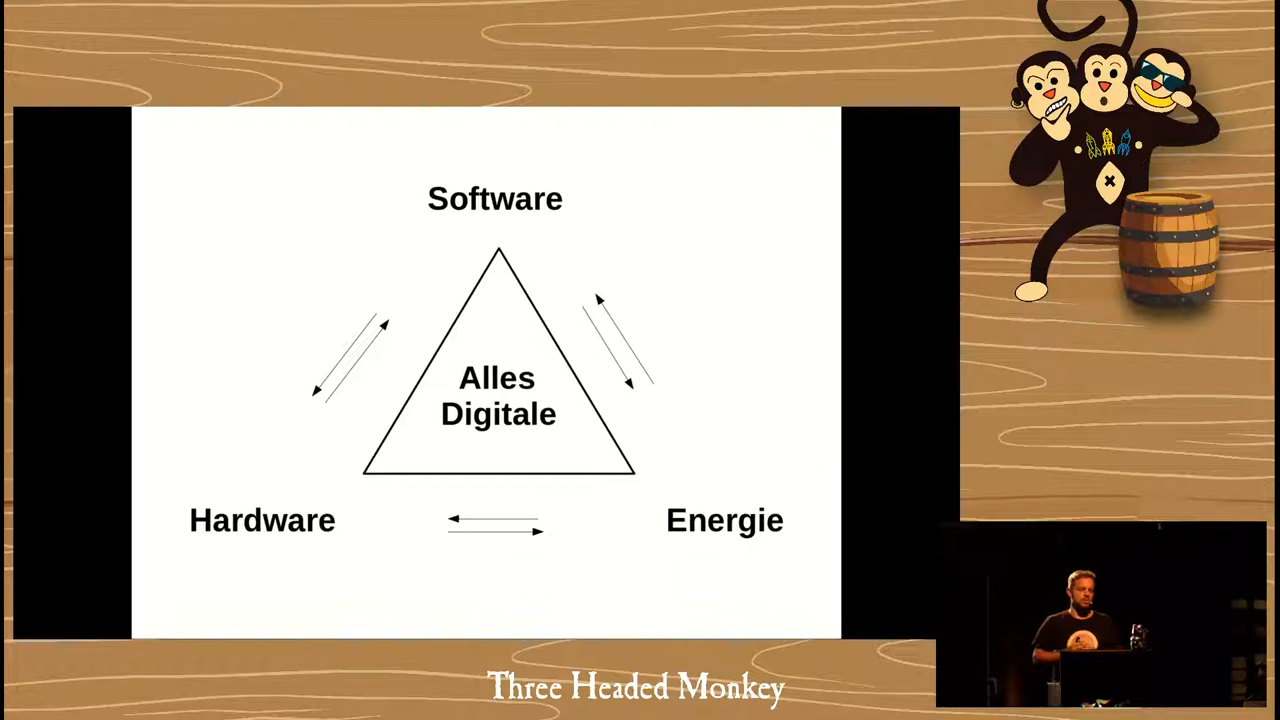 Software
Alles
Digitale
Hardware
Energie
Three Headed Monkey